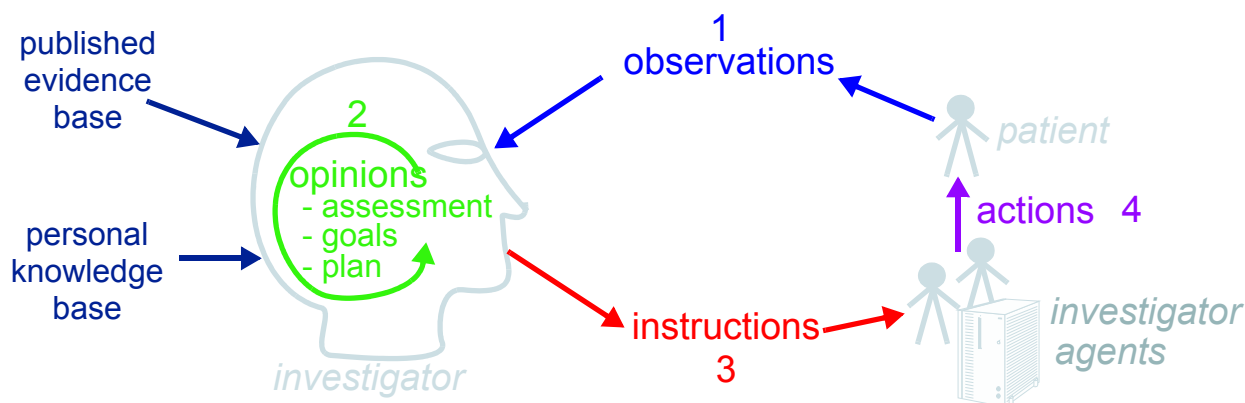 published
evidence
base
personal
knowledge
base
2
opinions
- assessment
- goals
- plan
investigator
1
observations
patient
actions 4
instructions
3
investigator
agents